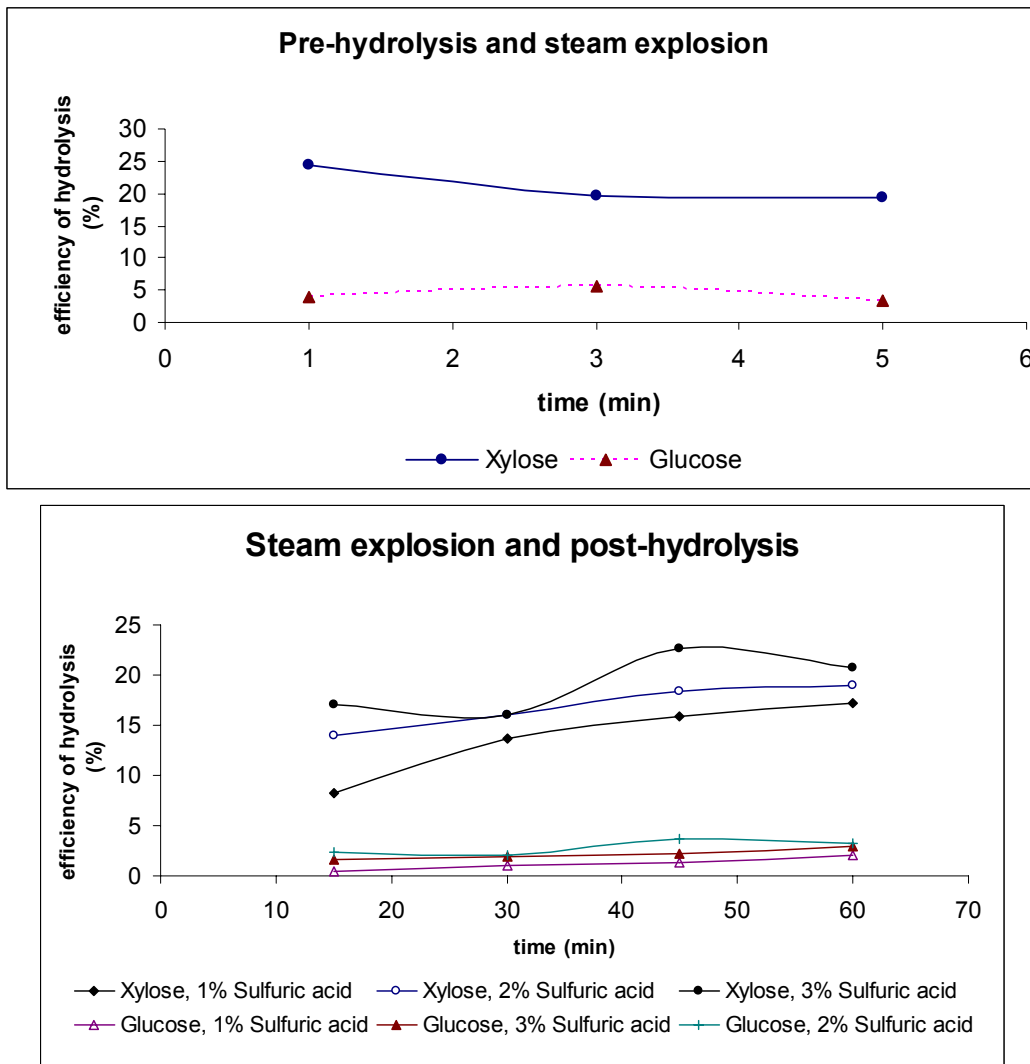 Pre-hydrolysis and steam explosion
efficiency of hydrolysis
(%)
30
25
20
15
10
5
0
0 1 2 3 4 5 6
time (min)
Xylose Glucose
Steam explosion and post-hydrolysis
efficiency of hydrolysis
(%)
25
20
15
10
5
0
0 10 20 30 40 50 60 70
time (min)
Xylose, 1% Sulfuric acid Xylose, 2% Sulfuric acid Xylose, 3% Sulfuric acid
Glucose, 1% Sulfuric acid Glucose, 3% Sulfuric acid Glucose, 2% Sulfuric acid